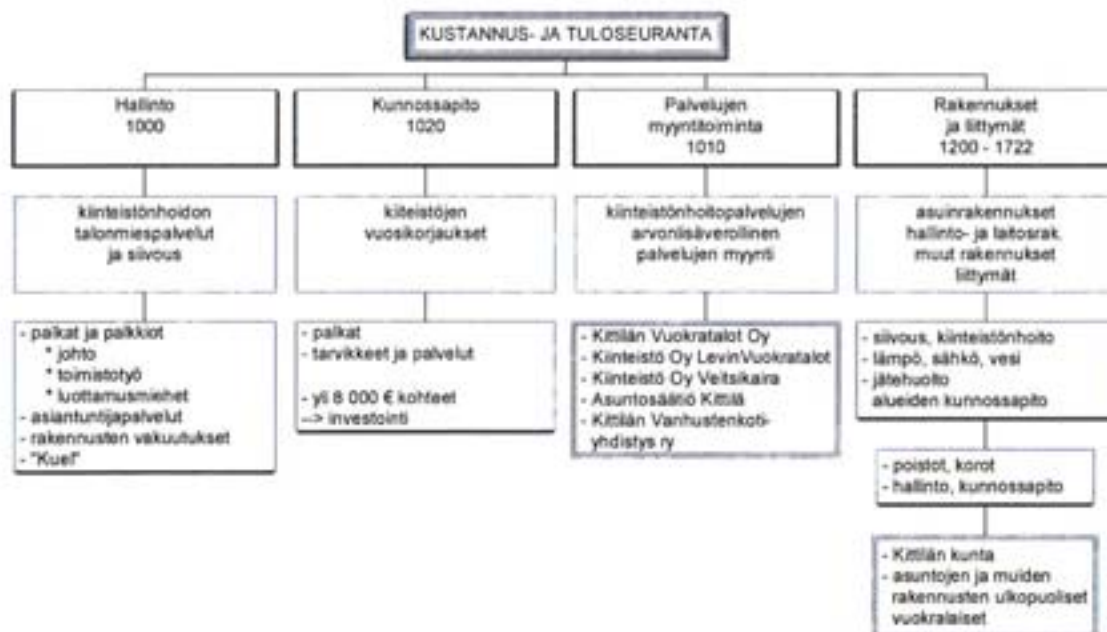 KUSTANNUS- JA TULOSEURANTA
Hallinto
1000
Kunnossapito
1020
Palvelujen
myyntitoiminta
1010
Rakennukset
ja liittymät
1200 - 1722
kiinteistönhoidon
talonmiespalvelut
ja siivous
kiiteistöjen
vuosikorjaukset
kiinteistönhoitopalvelujen
arvonlisäverollinen
palvelujen myynti
asuinrakennukset
hallinto- ja laitosrak.
muut rakennukset
liittymät
- palkat ja palkkiot
* johto
* toimistotyö
* luottamusmiehet
- asiantuntijapalvelut
- rakennusten vakuutukset
- "Kuel"
- palkat
- tarvikkeet ja palvelut
- yli 8 000 € kohteet
--> investointi
- Kittilän Vuokratalot Oy
- Kiinteistö Oy LevinVuokratalot
- Kiinteistö Oy Veitsikaira
- Asuntosäätiö Kittilä
- Kittilän Vanhustenkoti-
yhdistys ry
- siivous, kiinteistönhoito
- lämpö, sähkö, vesi
- jätehuolto
alueiden kunnossapito
- poistot, korot
- hallinto, kunnossapito
- Kittilän kunta
- asuntojen ja muiden
rakennusten ulkopuoliset
vuokralaiset